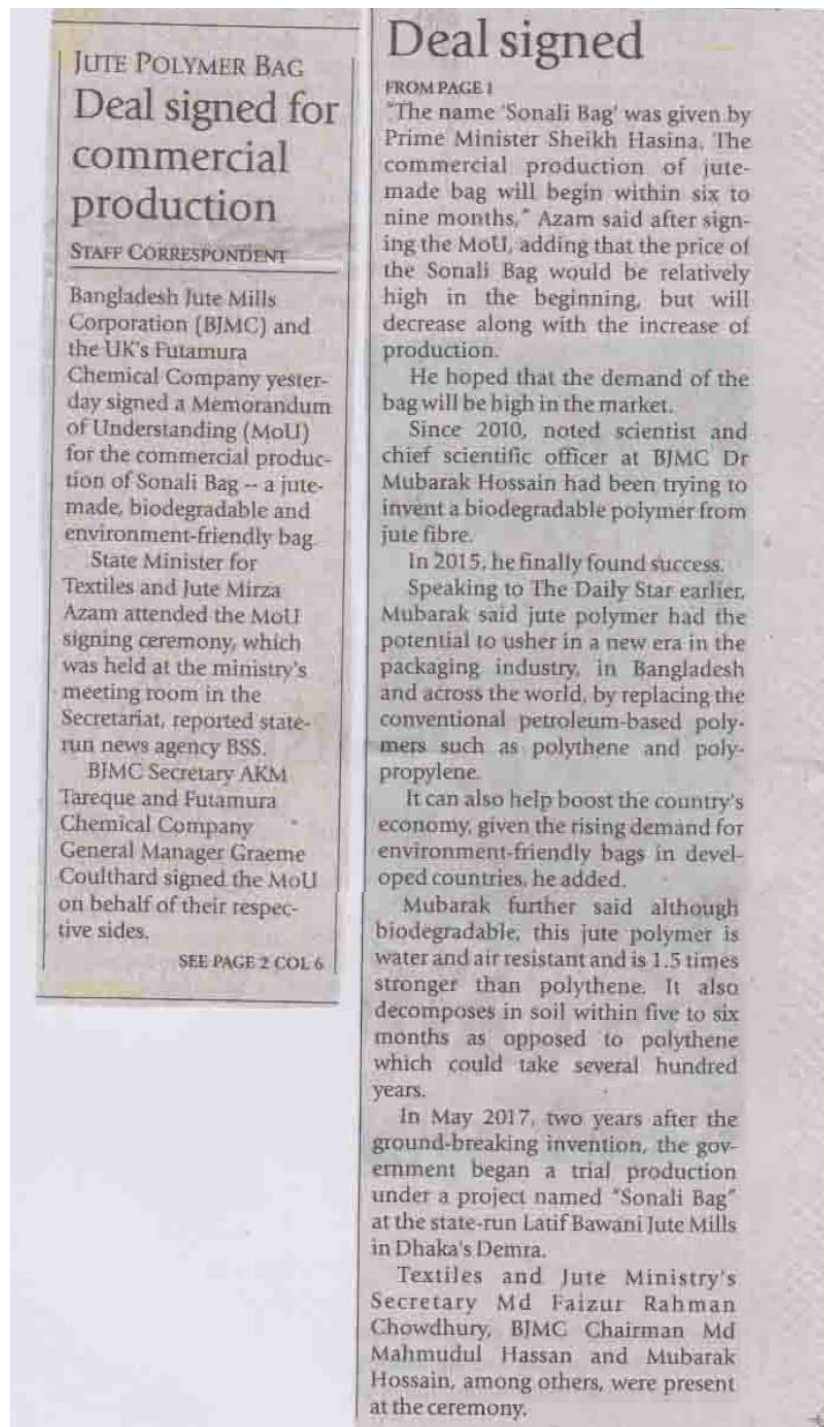 JUTE POLYMER BAG
Deal signed for
commercial
production
STAFF CORRESPONDENT
Bangladesh Jute Mills
Corporation (BJMC) and
the UK's Futamura
Chemical Company yester-
day signed a Memorandum
of Understanding (MoU)
for the commercial produc-
tion of Sonali Bag -- a jute-
made, biodegradable and
environment-friendly bag.
State Minister for
Textiles and Jute Mirza
Azam attended the MoU
signing ceremony, which
was held at the ministry's
meeting room in the
Secretariat, reported state-
run news agency BSS.
BJMC Secretary AKM
Tareque and Futamura
Chemical Company
General Manager Graeme
Coulthard signed the MoU
on behalf of their respec-
tive sides.
SEE PAGE 2 COL 6
Deal signed
FROM PAGE 1
"The name 'Sonali Bag' was given by
Prime Minister Sheikh Hasina. The
commercial production of jute-
made bag will begin within six to
nine months," Azam said after sign-
ing the MoU, adding that the price of
the Sonali Bag would be relatively
high in the beginning, but will
decrease along with the increase of
production.
He hoped that the demand of the
bag will be high in the market.
Since 2010, noted scientist and
chief scientific officer at BJMC Dr
Mubarak Hossain had been trying to
invent a biodegradable polymer from
jute fibre.
In 2015, he finally found success.
Speaking to The Daily Star earlier,
Mubarak said jute polymer had the
potential to usher in a new era in the
packaging industry, in Bangladesh
and across the world, by replacing the
conventional petroleum-based poly-
mers such as polythene and poly-
propylene.
It can also help boost the country's
economy, given the rising demand for
environment-friendly bags in devel-
oped countries, he added.
Mubarak further said although
biodegradable, this jute polymer is
water and air resistant and is 1.5 times
stronger than polythene. It also
decomposes in soil within five to six
months as opposed to polythene
which could take several hundred
years.
In May 2017, two years after the
ground-breaking invention, the gov-
ernment began a trial production
under a project named "Sonali Bag"
at the state-run Latif Bawani Jute Mills
in Dhaka's Demra.
Textiles and Jute Ministry's
Secretary Md Faizur Rahman
Chowdhury, BJMC Chairman Md
Mahmudul Hassan and Mubarak
Hossain, among others, were present
at the ceremony.